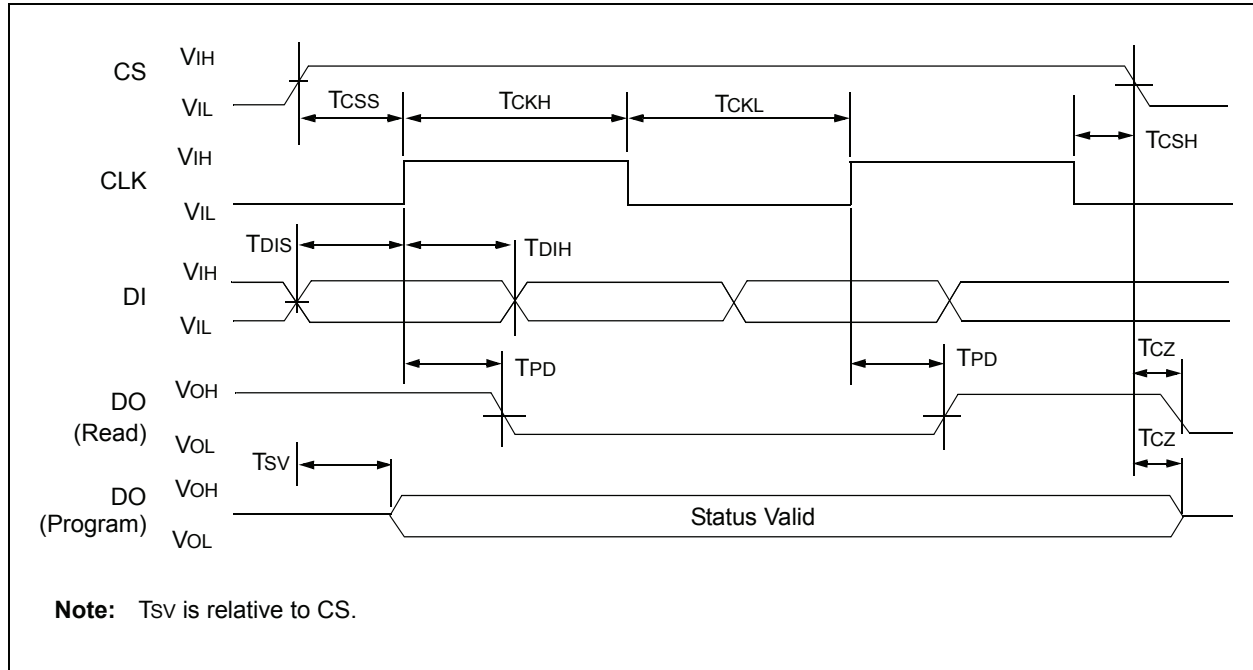 CS
VIH
VIL
TCSS
TCKH
TCKL
TCSH
CLK
VIH
VIL
TDIS
TDIH
DI
VIH
VIL
TPD
TPD
TCZ
DO
(Read)
VOH
VOL
TCZ
TSV
DO
(Program)
VOH
VOL
Status Valid
Note: TSV is relative to CS.